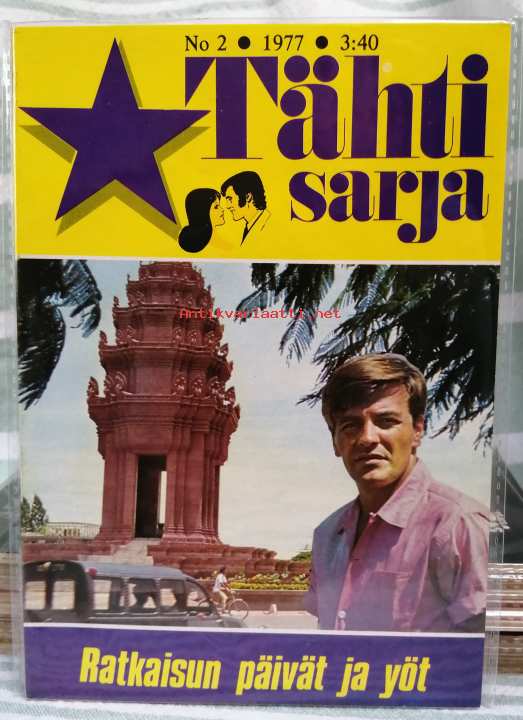 No 2 • 1977 • 3:40
Tähti
sarja
Antikvariaatti.net
Ratkaisun päivät ja yöt